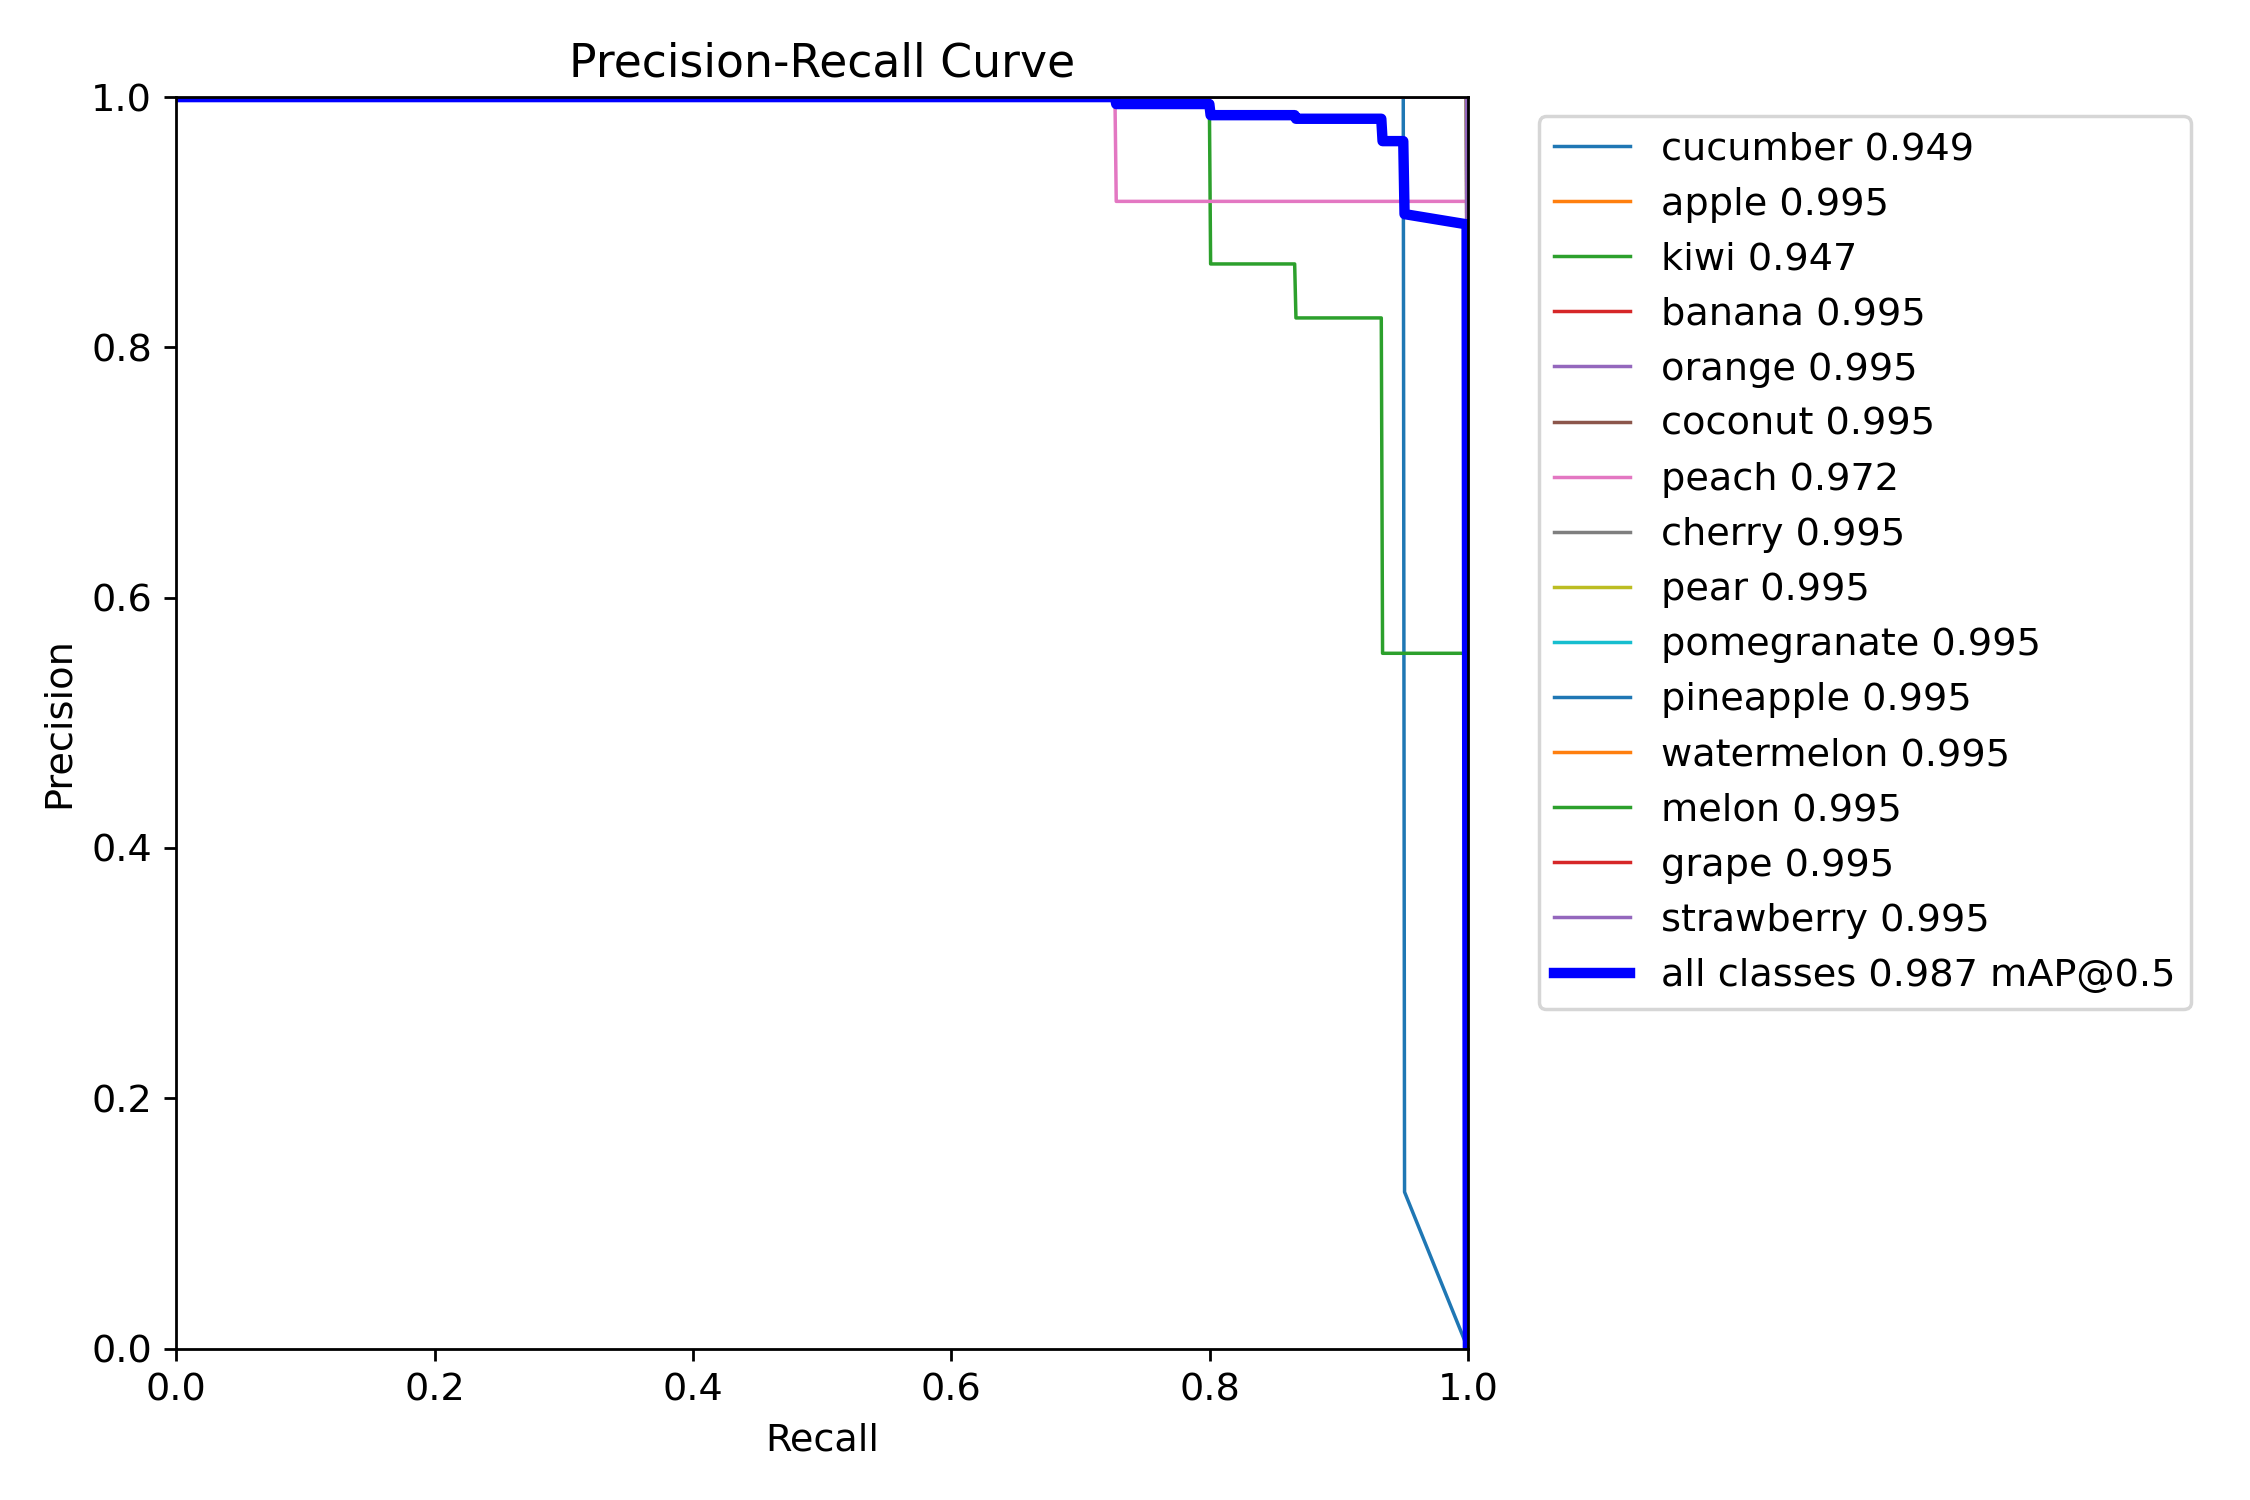 Precision-Recall Curve
1.0
0.8
0.6
0.4
0.2
0.0
Precision
0.0 0.2 0.4 0.6 0.8 1.0
Recall
cucumber 0.949
apple 0.995
kiwi 0.947
banana 0.995
orange 0.995
coconut 0.995
peach 0.972
cherry 0.995
pear 0.995
pomegranate 0.995
pineapple 0.995
watermelon 0.995
melon 0.995
grape 0.995
strawberry 0.995
all classes 0.987 mAP@0.5